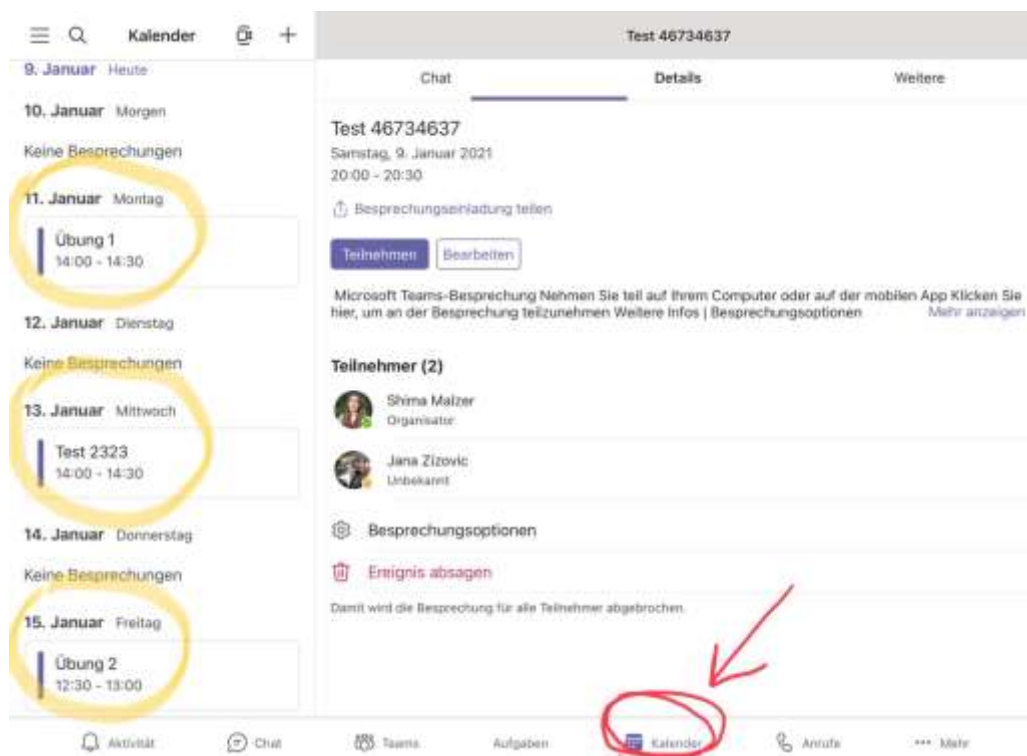 Kalender
9. Januar Heute
10. Januar Morgen
Keine Besprechungen
11. Januar Montag
Übung 1
14:00 - 14:30
12. Januar Dienstag
Keine Besprechungen
13. Januar Mittwoch
Test 2323
14:00 - 14:30
14. Januar Donnerstag
Keine Besprechungen
15. Januar Freitag
Übung 2
12:30 - 13:00
Test 46734637
Chat Details Weitere
Test 46734637
Samstag, 9. Januar 2021
20:00 - 20:30
Besprechungseinladung teilen
Teilnehmen Bearbeiten
Microsoft Teams-Besprechung Nehmen Sie teil auf Ihrem Computer oder auf der mobilen App Klicken Sie
hier, um an der Besprechung teilzunehmen Weitere Infos | Besprechungsoptionen Mehr anzeigen
Teilnehmer (2)
Shima Malzer
Organisator
Jana Zizovic
Unbekannt
Besprechungsoptionen
Ereignis absagen
Damit wird die Besprechung für alle Teilnehmer abgebrochen.
Aktivität Chat Teams Aufgaben Kalender Anrufe Mehr